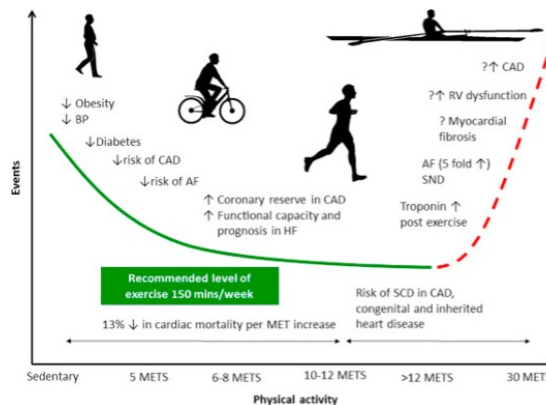 ?↑ CAD
?↑ RV dysfunction
? Myocardial
fibrosis
AF (5 fold ↑)
SND
Troponin ↑
post exercise
↓ Obesity
↓ BP
↓Diabetes
↓risk of CAD
↓risk of AF
↑ Coronary reserve in CAD
↑ Functional capacity and
prognosis in HF
Events
Recommended level of
exercise 150 mins/week
Risk of SCD in CAD,
congenital and inherited
heart disease
13% ↓ in cardiac mortality per MET increase
Sedentary 5 METS 6-8 METS 10-12 METS >12 METS 30 METS
Physical activity